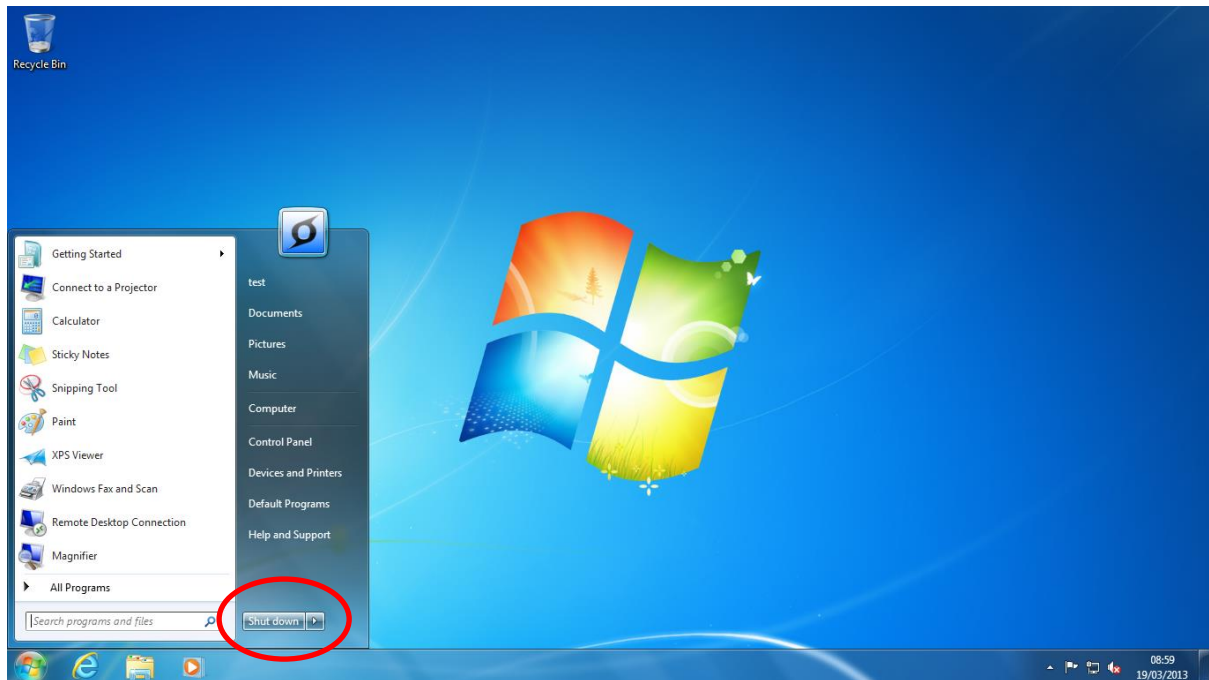 Recycle Bin
Getting Started
Connect to a Projector
Calculator
Sticky Notes
Snipping Tool
Paint
XPS Viewer
Windows Fax and Scan
Remote Desktop Connection
Magnifier
All Programs
Search programs and files
test
Documents
Pictures
Music
Computer
Control Panel
Devices and Printers
Default Programs
Help and Support
Shut down
08:59
19/03/2013